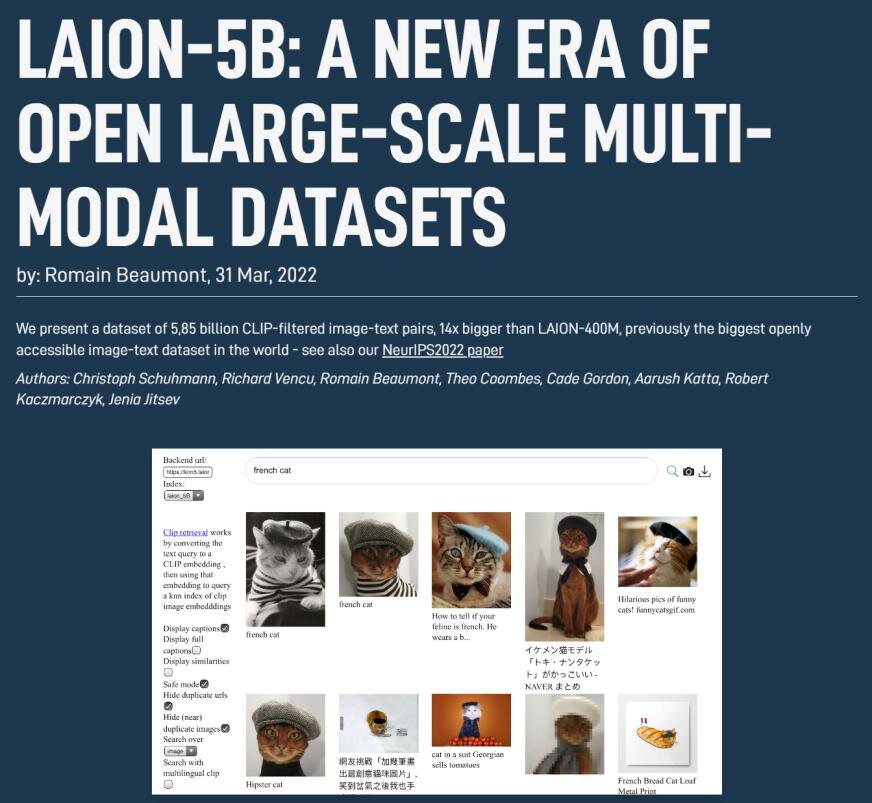 LAION-5B: A NEW ERA OF
OPEN LARGE-SCALE MULTI-
MODAL DATASETS
by: Romain Beaumont, 31 Mar, 2022
We present a dataset of 5,85 billion CLIP-filtered image-text pairs, 14x bigger than LAION-400M, previously the biggest openly
accessible image-text dataset in the world - see also our NeurIPS2022 paper
Authors: Christoph Schuhmann, Richard Vencu, Romain Beaumont, Theo Coombes, Cade Gordon, Aarush Katta, Robert
Kaczmarczyk, Jenia Jitsev
Backend url:
https://knn5.laion
Index:
laion_5B
french cat
Clip retrieval works
by converting the
text query to a
CLIP embedding ,
then using that
embedding to query
a knn index of clip
image embedddings
Display captions
Display full
captions
Display similarities
Safe mode
Hide duplicate urls
Hide (near)
duplicate images
Search over
image
Search with
multilingual clip
french cat
french cat
How to tell if your
feline is french. He
wears a b...
イケメン猫モデル
「トキ・ナンタケッ
ト」がかっこいい -
NAVER まとめ
Hilarious pics of funny
cats! funnycatsgif.com
Hipster cat
網友挑戰「加幾筆畫
出最創意貓咪圖片」,
笑到岔氣之後我也手
cat in a suit Georgian
sells tomatoes
French Bread Cat Loaf
Metal Print